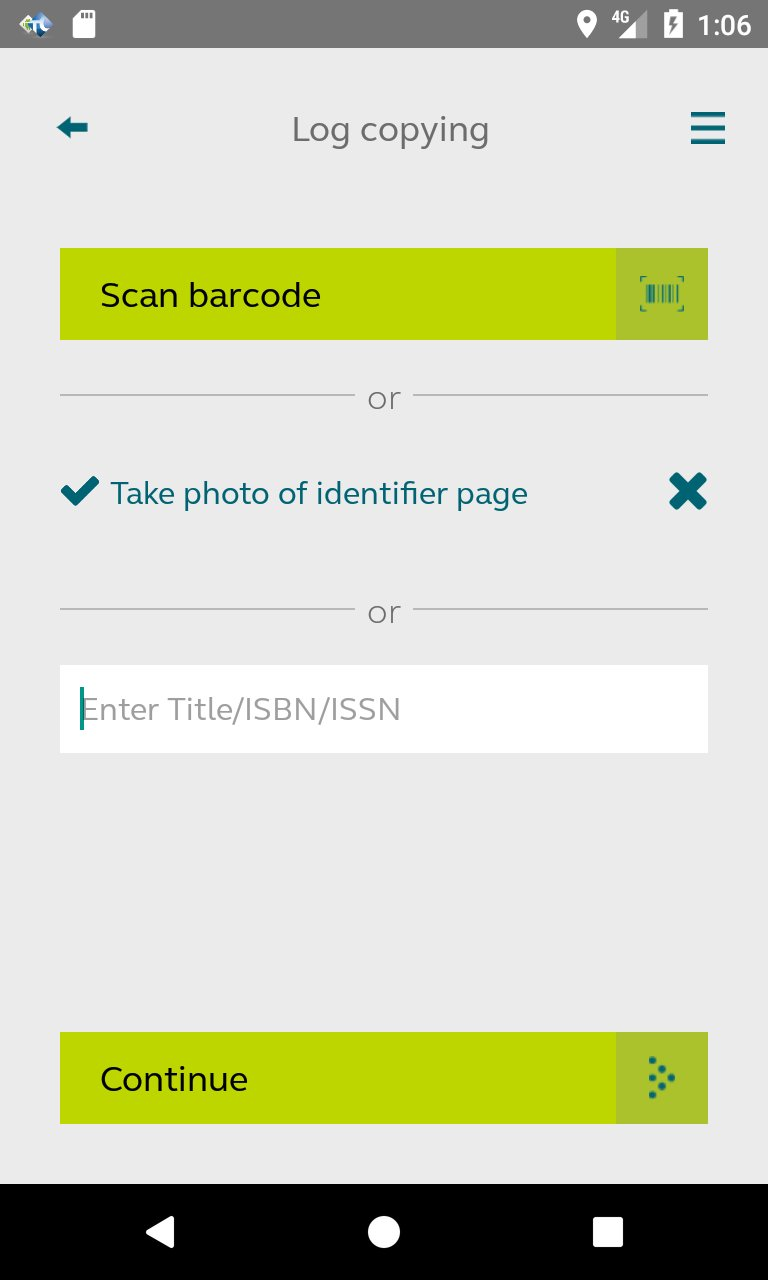 4G 1:06
Log copying
Scan barcode
or
Take photo of identifier page
or
Enter Title/ISBN/ISSN
Continue